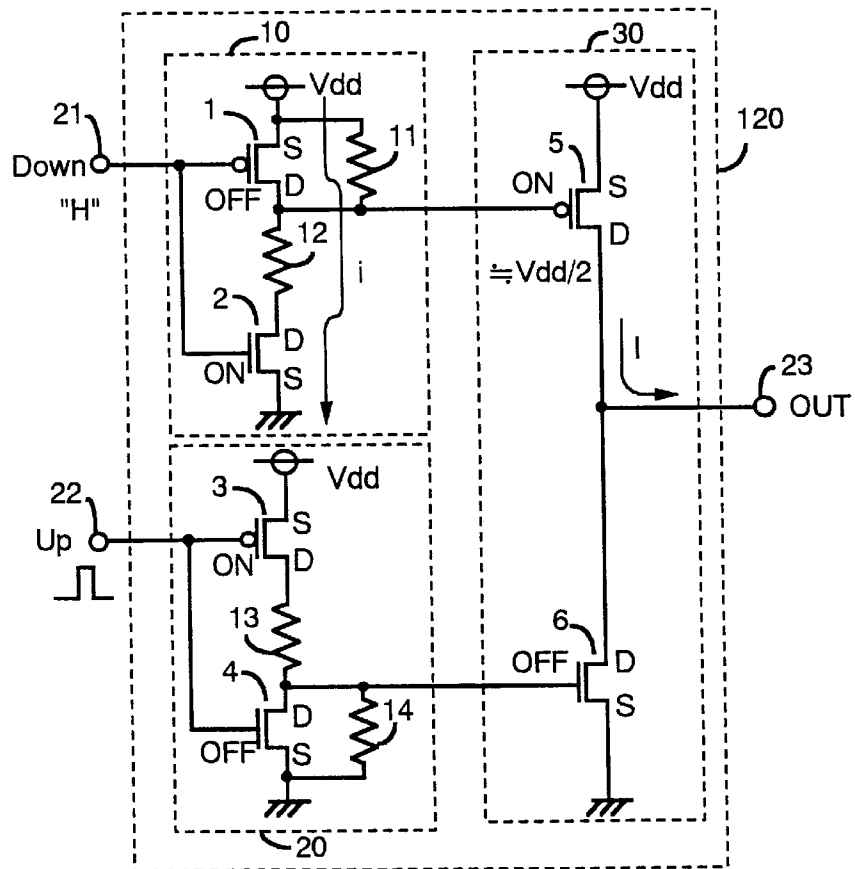 10
30
Vdd
Vdd
21
1
S
11
5
120
Down
D
ON
S
OFF
"H"
D
12
i
≒Vdd/2
2
D
I
ON
S
23
OUT
Vdd
22
3
S
Up
ON
D
13
6
4
OFF
D
D
14
S
OFF
S
20